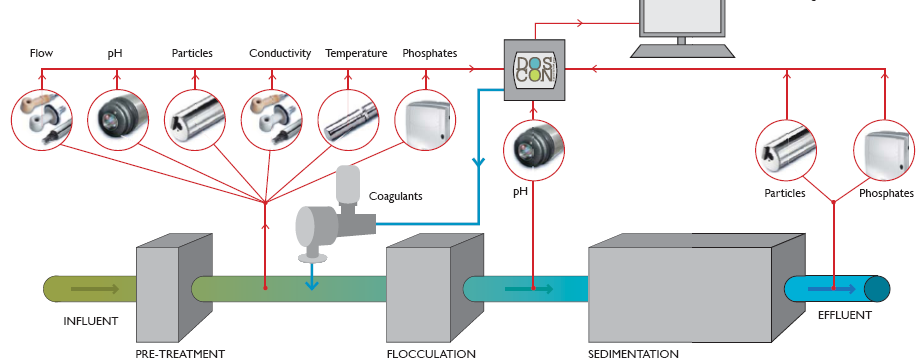 Flow
pH
Particles
Conductivity
Temperature
Phosphates
DOS
CON
Coagulants
pH
Particles
Phosphates
INFLUENT
EFFLUENT
PRE-TREATMENT
FLOCCULATION
SEDIMENTATION